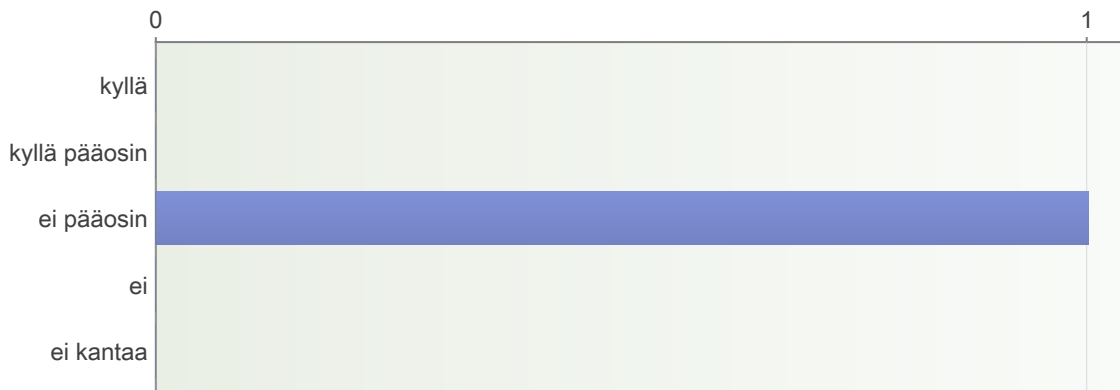 0 1
kyllä
kyllä pääosin
ei pääosin
ei
ei kantaa